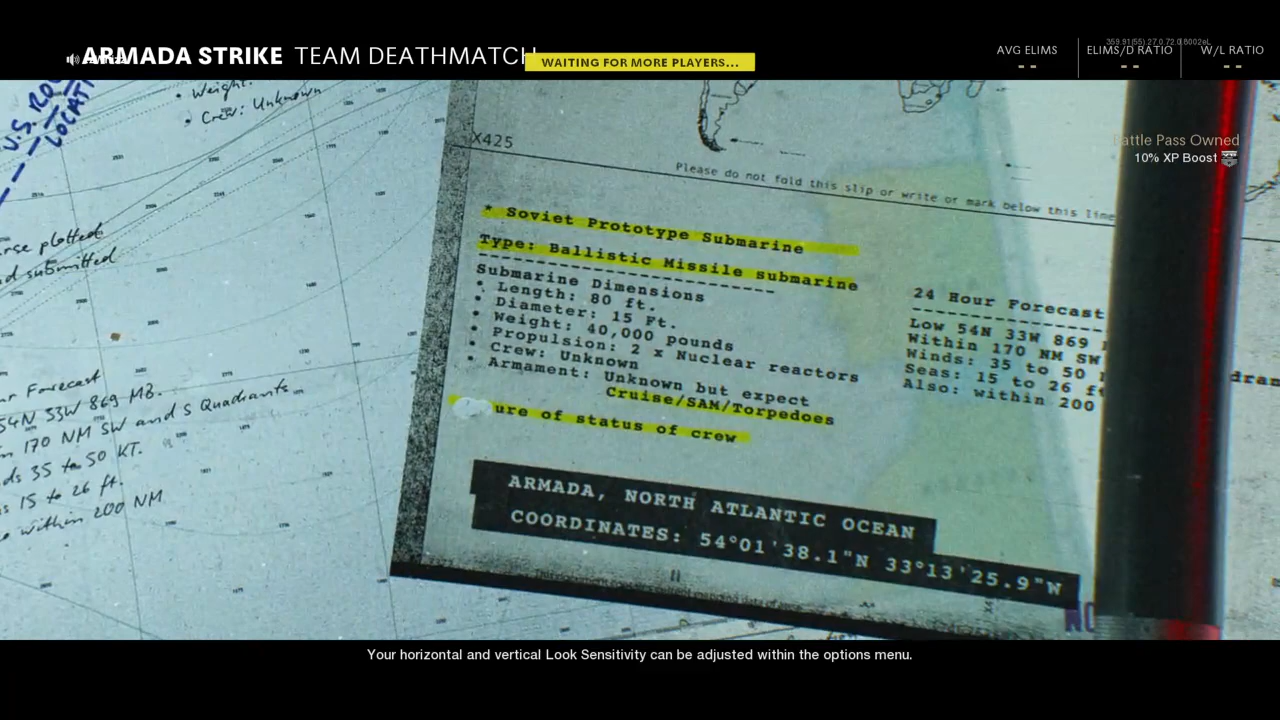 ARMADA STRIKE TEAM DEATHMATCH
WAITING FOR MORE PLAYERS...
AVG ELIMS
--
ELIMS/D RATIO
--
W/L RATIO
--
Battle Pass Owned
10% XP Boost
LOCATI
• Weight:
• Crew: Unknown
rse plotted
d submitted
ur Forecast
54N 33W 869 MB.
n 170 NM SW and S Quadrants
ds 35 to 50 KT.
s 15 to 26 ft.
within 200 NM
X425
Please do not fold this slip or write or mark below this line
* Soviet Prototype Submarine
Type: Ballistic Missile submarine
Submarine Dimensions
• Length: 80 ft.
• Diameter: 15 Ft.
• Weight: 40,000 pounds
• Propulsion: 2 x Nuclear reactors
• Crew: Unknown
• Armament: Unknown but expect
Cruise/SAM/Torpedoes
ure of status of crew
24 Hour Forecast
Low 54N 33W 869
Within 170 NM SW
Winds: 35 to 50
Seas: 15 to 26 ft
Also: within 200
dran
ARMADA, NORTH ATLANTIC OCEAN
COORDINATES: 54°01'38.1"N 33°13'25.9"W
Your horizontal and vertical Look Sensitivity can be adjusted within the options menu.